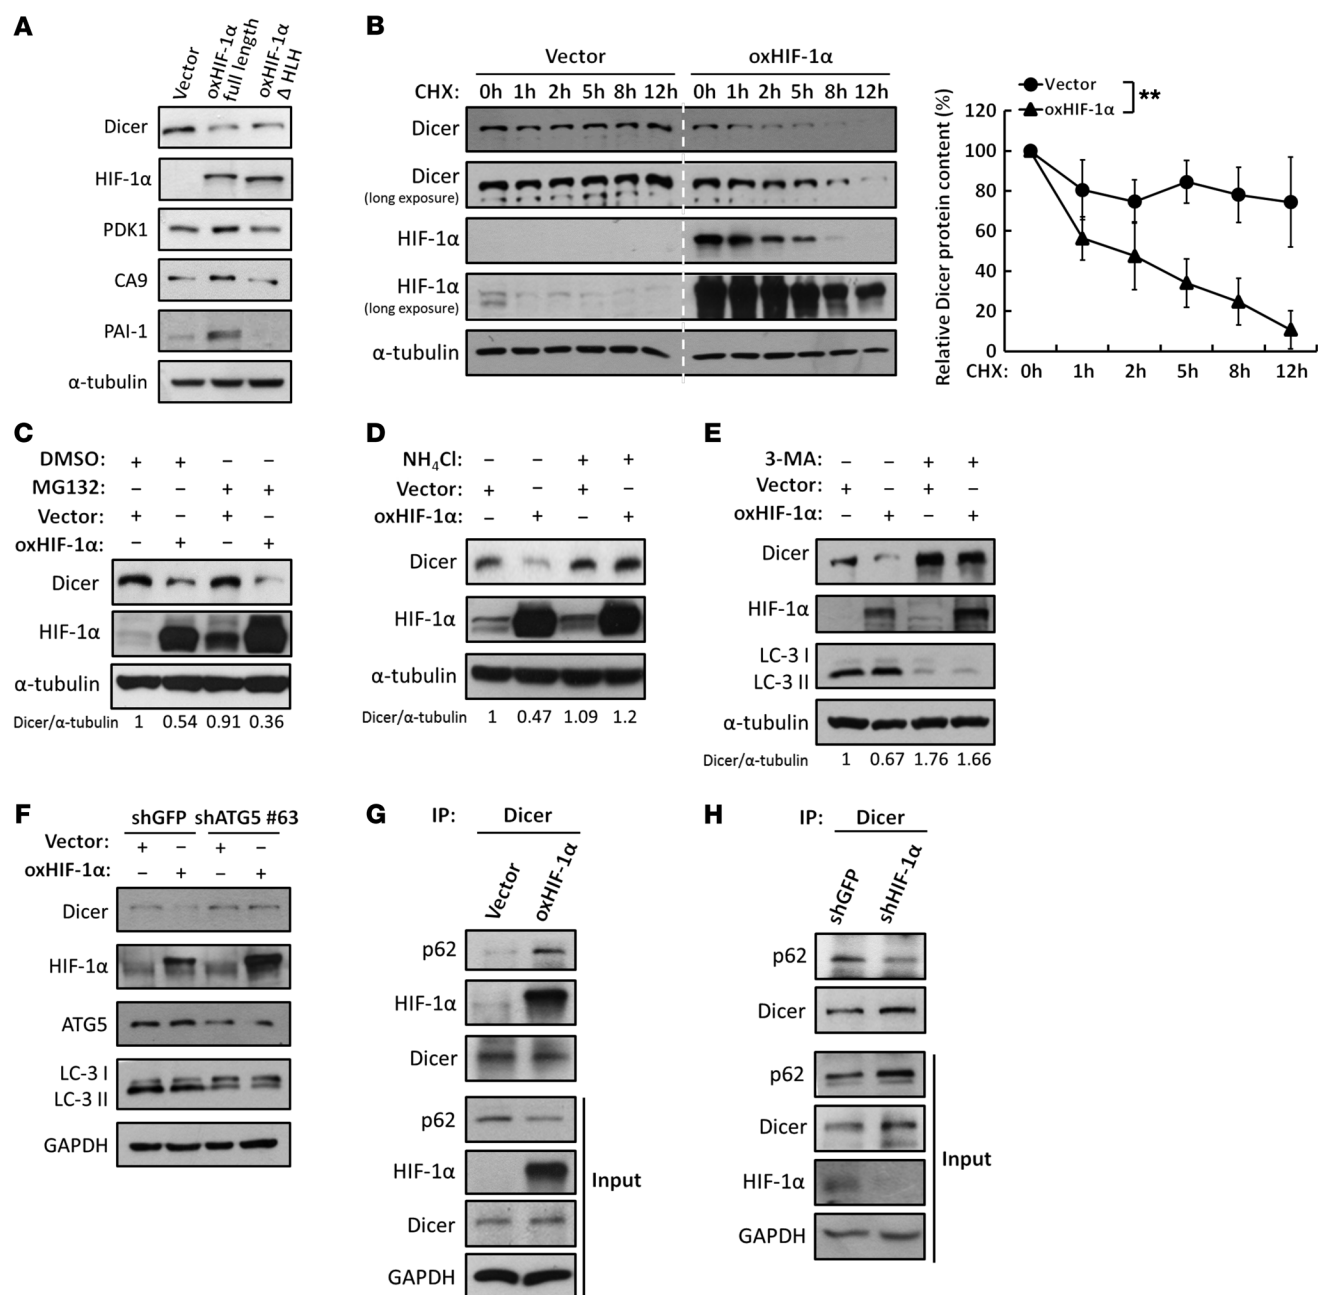 A
Vector
oxHIF-1α
full length
oxHIF-1α
Δ HLH
Dicer
HIF-1α
PDK1
CA9
PAI-1
α-tubulin
B
Vector
oxHIF-1α
CHX: 0h 1h 2h 5h 8h 12h 0h 1h 2h 5h 8h 12h
Dicer
Dicer
(long exposure)
HIF-1α
HIF-1α
(long exposure)
α-tubulin
Vector
oxHIF-1α
**
Relative Dicer protein content (%)
120
100
80
60
40
20
0
CHX: 0h 1h 2h 5h 8h 12h
C
DMSO: + + – –
MG132: – – + +
Vector: + – + –
oxHIF-1α: – + – +
Dicer
HIF-1α
α-tubulin
Dicer/α-tubulin 1 0.54 0.91 0.36
D
NH₄Cl: – – + +
Vector: + – + –
oxHIF-1α: – + – +
Dicer
HIF-1α
α-tubulin
Dicer/α-tubulin 1 0.47 1.09 1.2
E
3-MA: – – + +
Vector: + – + –
oxHIF-1α: – + – +
Dicer
HIF-1α
LC-3 I
LC-3 II
α-tubulin
Dicer/α-tubulin 1 0.67 1.76 1.66
F
shGFP shATG5 #63
Vector: + – + –
oxHIF-1α: – + – +
Dicer
HIF-1α
ATG5
LC-3 I
LC-3 II
GAPDH
G
IP: Dicer
Vector
oxHIF-1α
p62
HIF-1α
Dicer
p62
HIF-1α
Dicer
GAPDH
Input
H
IP: Dicer
shGFP
shHIF-1α
p62
Dicer
p62
Dicer
HIF-1α
GAPDH
Input